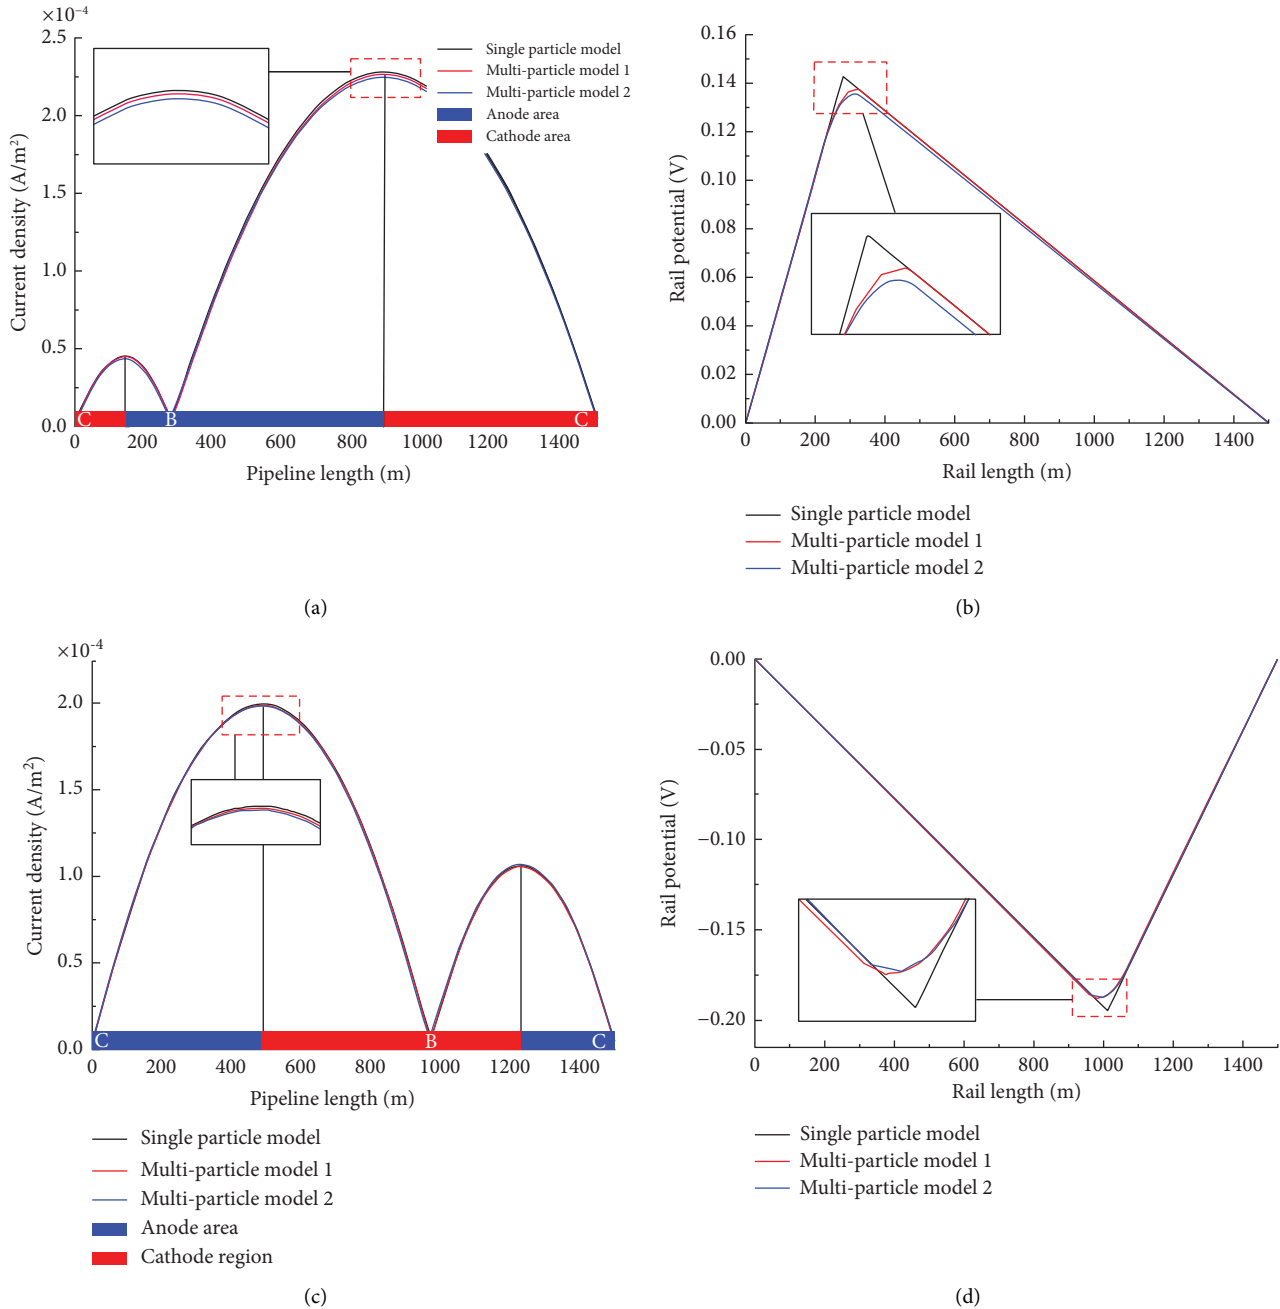 ×10⁻⁴
2.5
2.0
1.5
1.0
0.5
0.0
Current density (A/m²)
Single particle model
Multi-particle model 1
Multi-particle model 2
Anode area
Cathode area
C
B
C
0
200
400
600
800
1000
1200
1400
Pipeline length (m)
(a)
0.16
0.14
0.12
0.10
0.08
0.06
0.04
0.02
0.00
Rail potential (V)
0
200
400
600
800
1000
1200
1400
Rail length (m)
Single particle model
Multi-particle model 1
Multi-particle model 2
(b)
×10⁻⁴
2.0
1.5
1.0
0.5
0.0
Current density (A/m²)
C
B
C
0
200
400
600
800
1000
1200
1400
Pipeline length (m)
Single particle model
Multi-particle model 1
Multi-particle model 2
Anode area
Cathode region
(c)
0.00
−0.05
−0.10
−0.15
−0.20
Rail potential (V)
0
200
400
600
800
1000
1200
1400
Rail length (m)
Single particle model
Multi-particle model 1
Multi-particle model 2
(d)